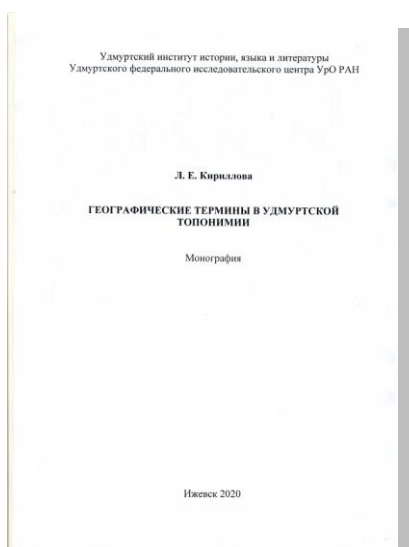 Удмуртский институт истории, языка и литературы
Удмуртского федерального исследовательского центра УрО РАН
Л. Е. Кириллова
ГЕОГРАФИЧЕСКИЕ ТЕРМИНЫ В УДМУРТСКОЙ
ТОПОНИМИИ
Монография
Ижевск 2020